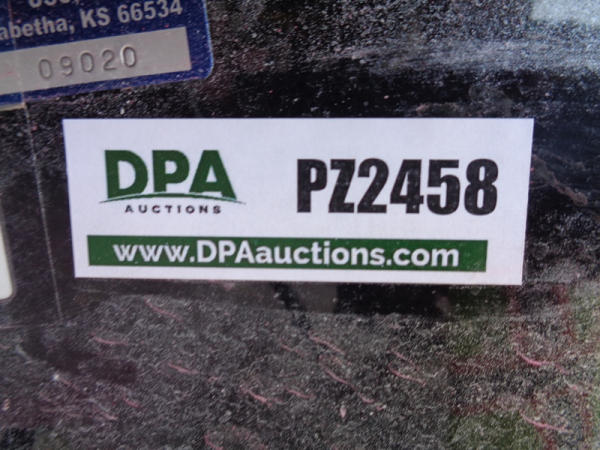 abetha, KS 66534
09020
DPA
AUCTIONS
PZ2458
www.DPAauctions.com